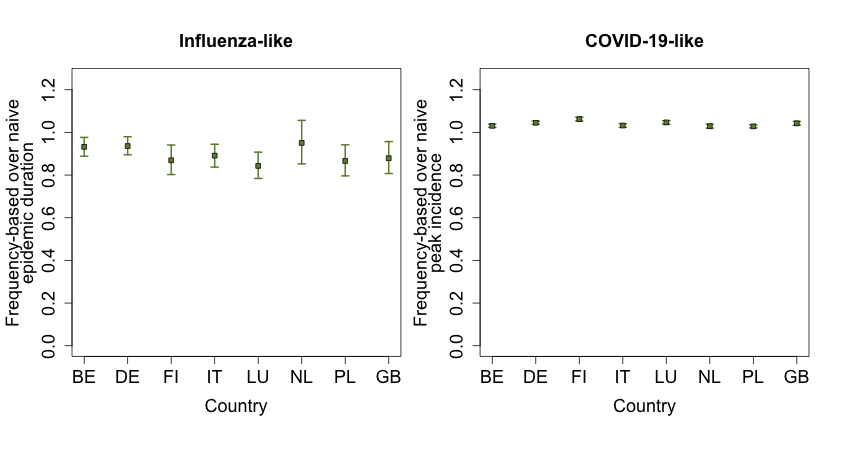 Influenza-like
Frequency-based over naive
epidemic duration
1.2
1.0
0.8
0.6
0.4
0.2
0.0
BE DE FI IT LU NL PL GB
Country
COVID-19-like
Frequency-based over naive
peak incidence
1.2
1.0
0.8
0.6
0.4
0.2
0.0
BE DE FI IT LU NL PL GB
Country